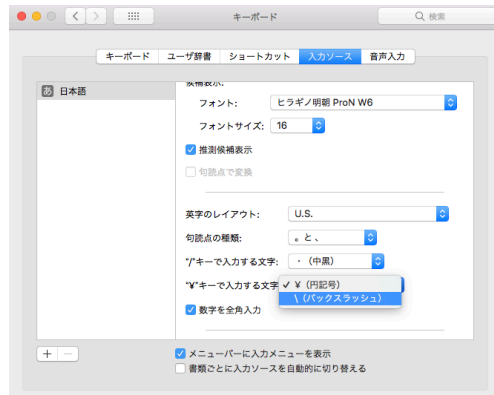 キーボード
検索
キーボード
ユーザ辞書
ショートカット
入力ソース
音声入力
あ 日本語
候補表示:
フォント: ヒラギノ明朝 ProN W6
フォントサイズ: 16
推測候補表示
句読点で変換
英字のレイアウト: U.S.
句読点の種類: 。と、
"/"キーで入力する文字: ・（中黒）
"¥"キーで入力する文字 ✓ ¥（円記号）
\（バックスラッシュ）
数字を全角入力
+ −
メニューバーに入力メニューを表示
書類ごとに入力ソースを自動的に切り替える